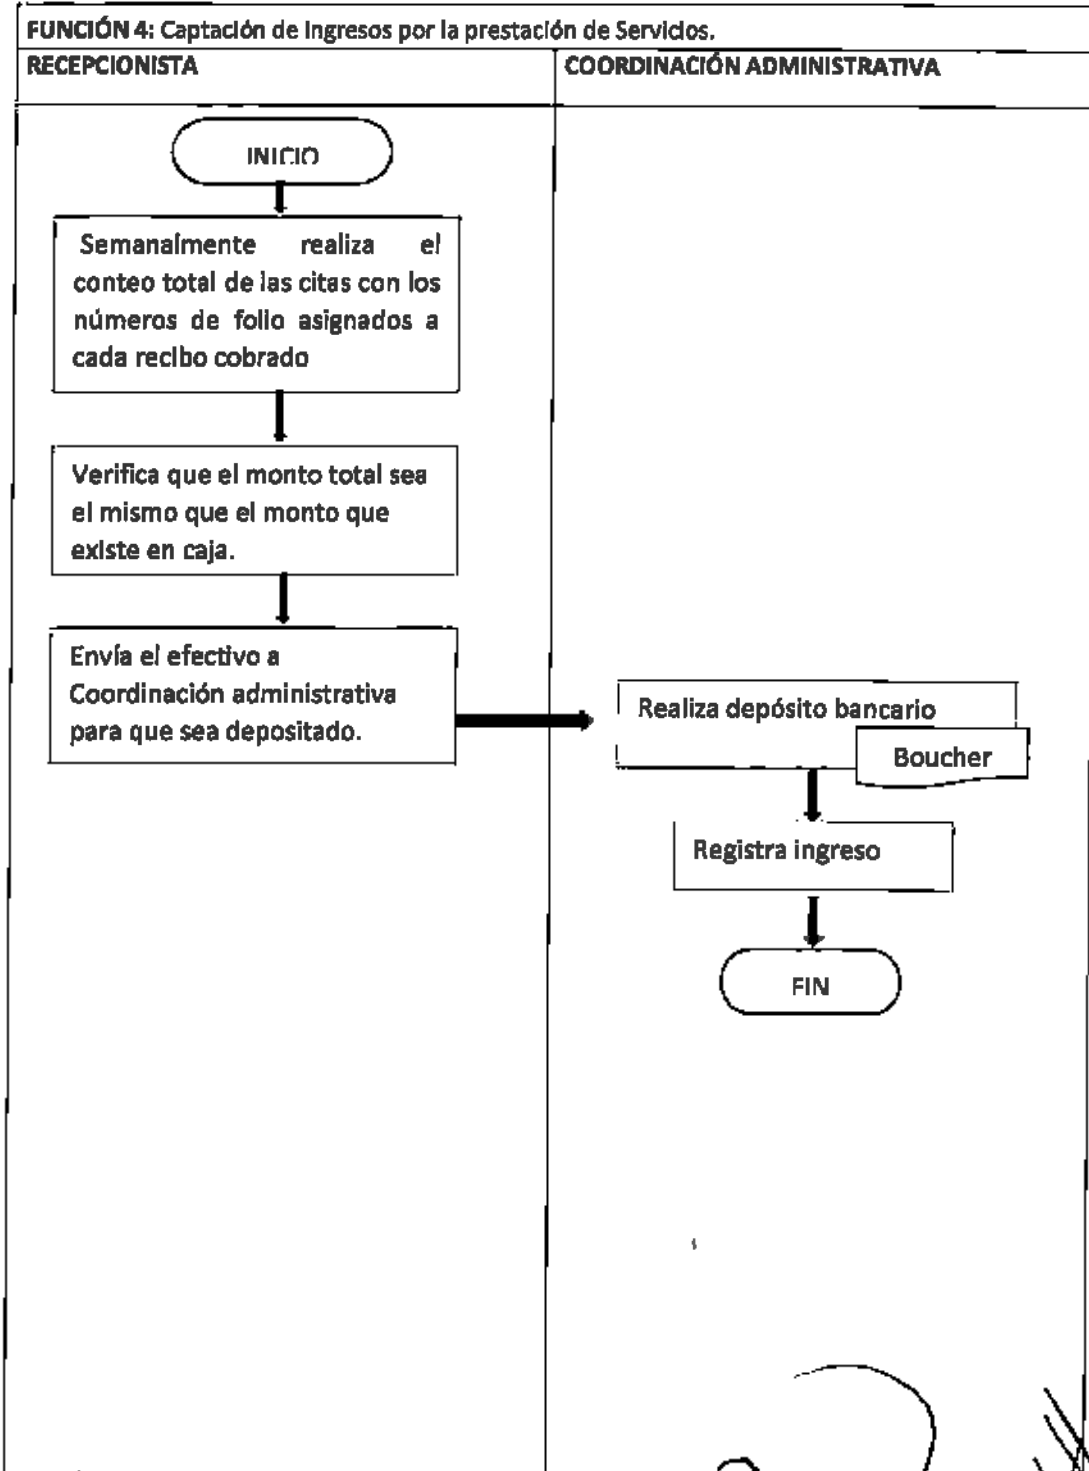 FUNCIÓN 4: Captación de Ingresos por la prestación de Servicios.
RECEPCIONISTA
COORDINACIÓN ADMINISTRATIVA
INICIO
Semanalmente realiza el
conteo total de las citas con los
números de folio asignados a
cada recibo cobrado
Verifica que el monto total sea
el mismo que el monto que
existe en caja.
Envía el efectivo a
Coordinación administrativa
para que sea depositado.
Realiza depósito bancario
Boucher
Registra ingreso
FIN